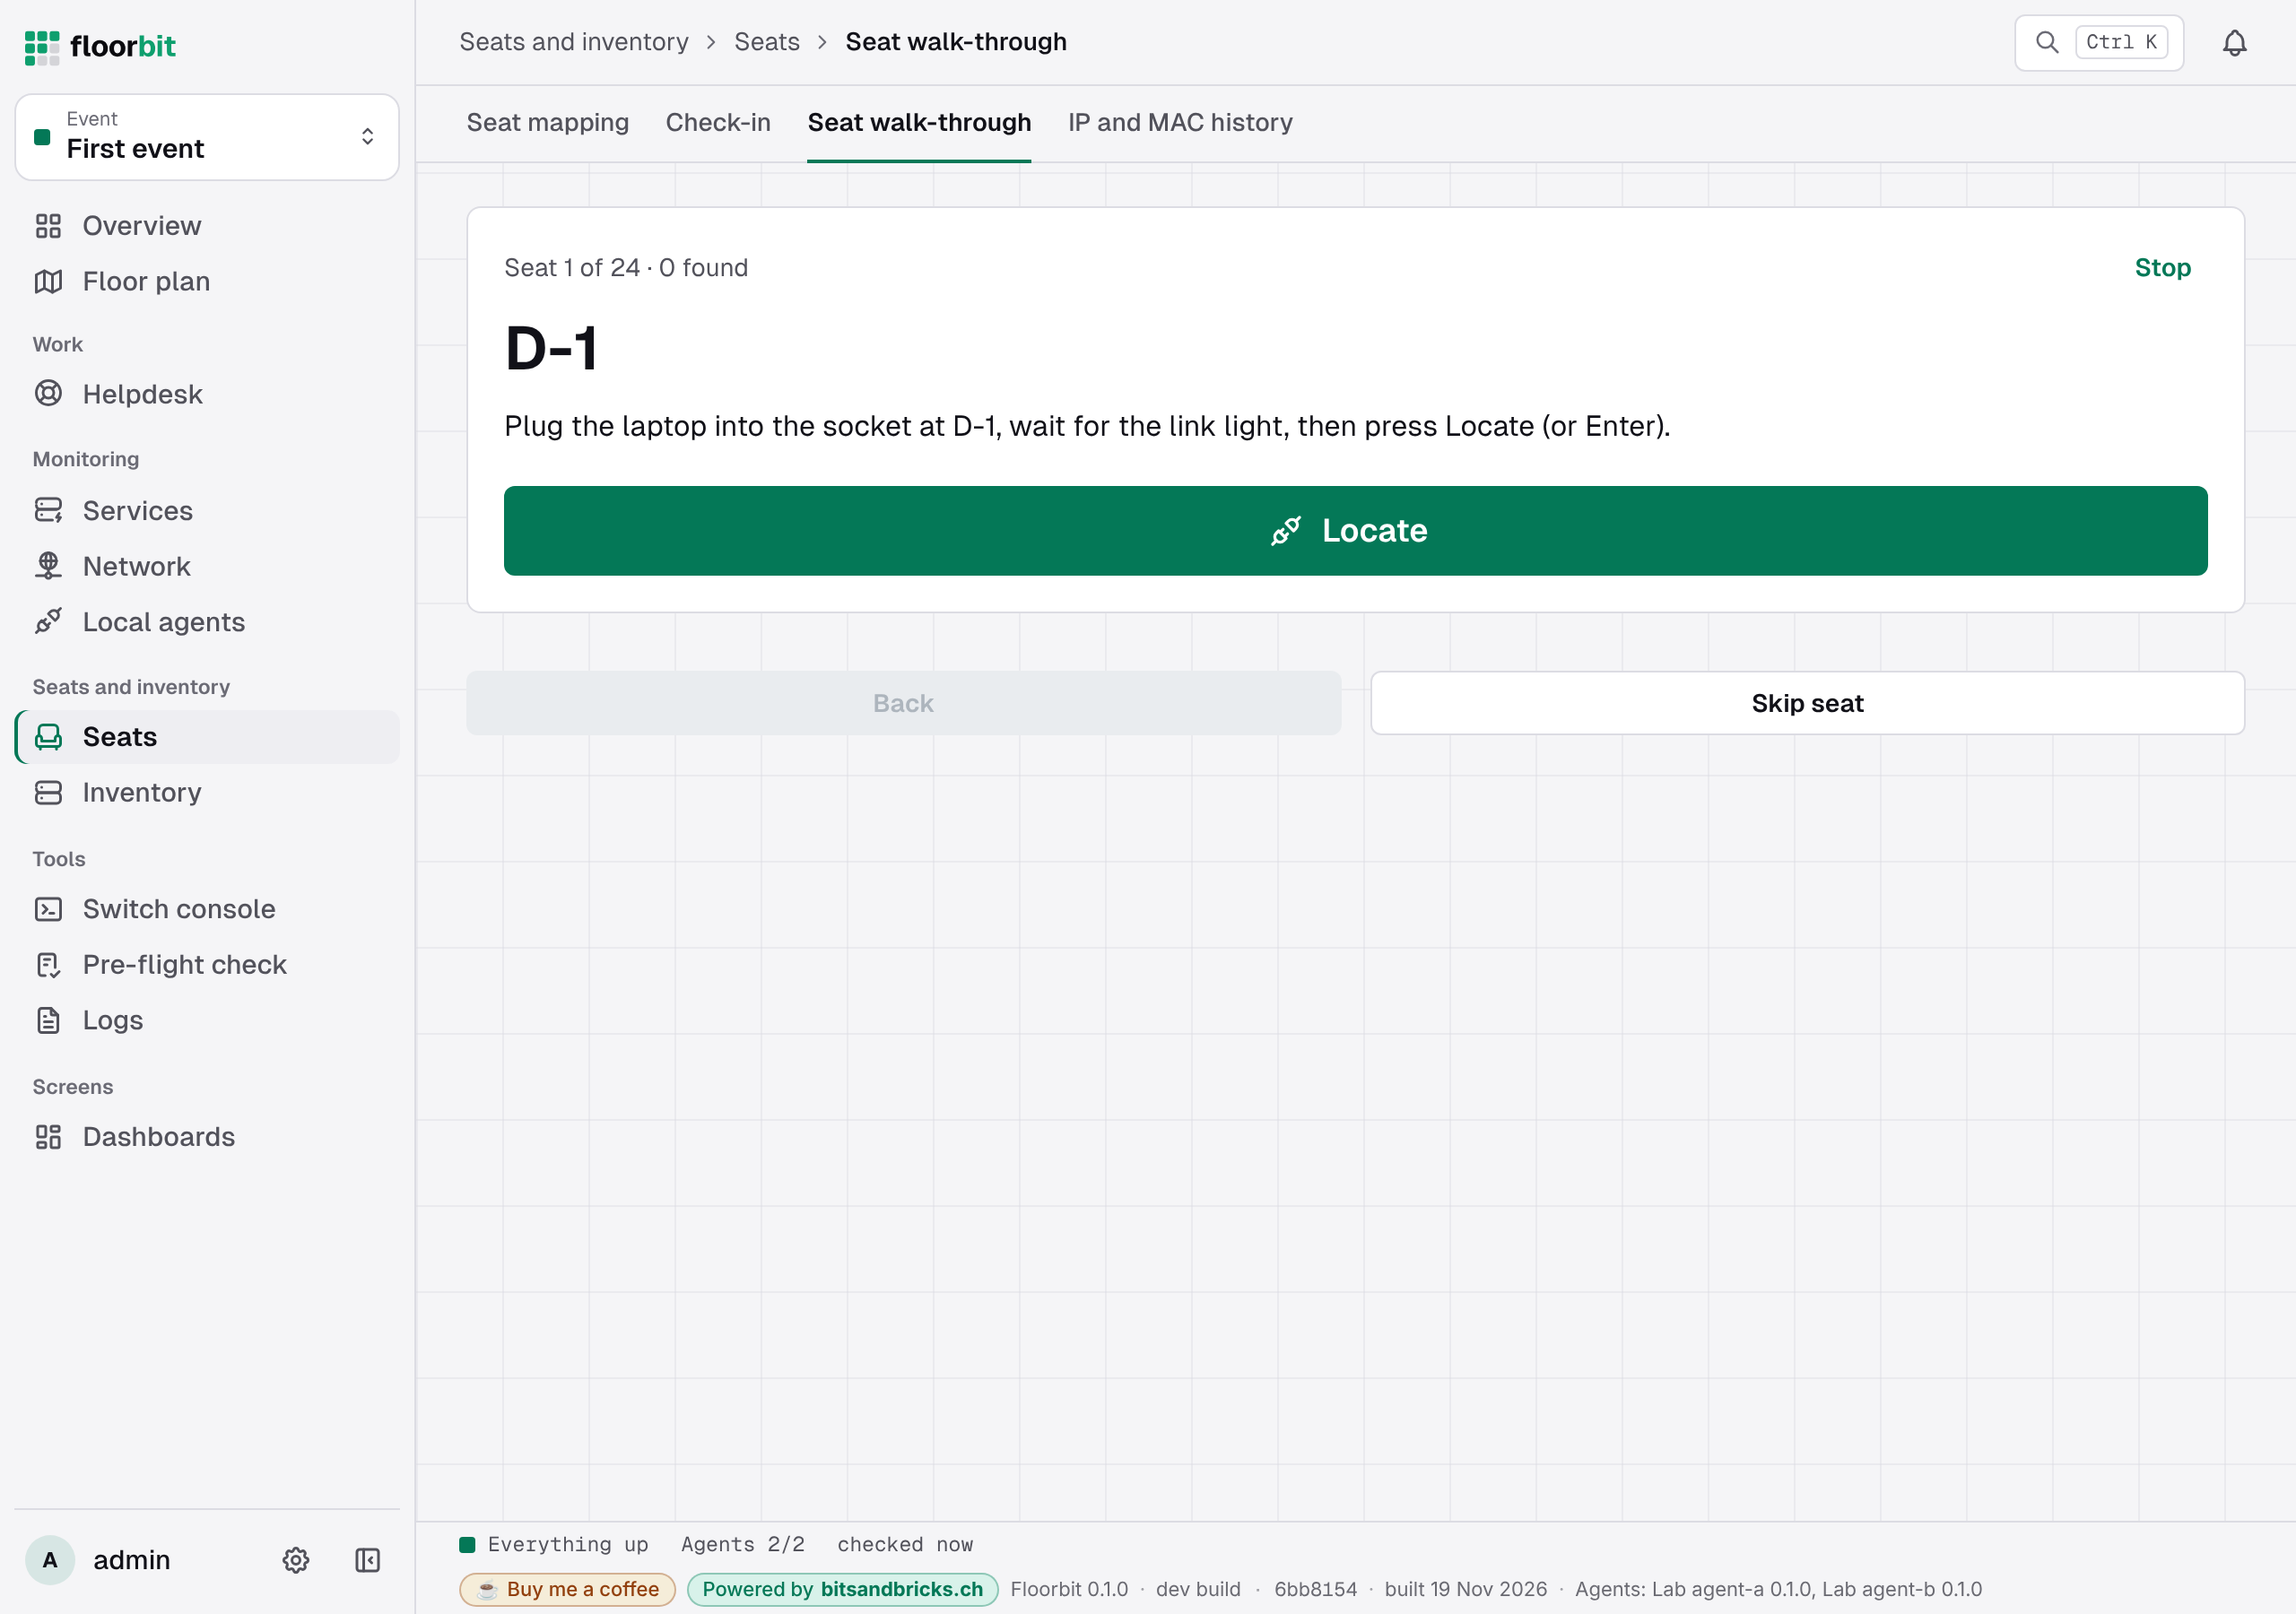 floorbit
Event
First event
Overview
Floor plan
Work
Helpdesk
Monitoring
Services
Network
Local agents
Seats and inventory
Seats
Inventory
Tools
Switch console
Pre-flight check
Logs
Screens
Dashboards
A admin
Seats and inventory > Seats > Seat walk-through
Ctrl K
Seat mapping Check-in Seat walk-through IP and MAC history
Seat 1 of 24 · 0 found
Stop
D-1
Plug the laptop into the socket at D-1, wait for the link light, then press Locate (or Enter).
Locate
Back
Skip seat
Everything up Agents 2/2 checked now
Buy me a coffee Powered by bitsandbricks.ch Floorbit 0.1.0 · dev build · 6bb8154 · built 19 Nov 2026 · Agents: Lab agent-a 0.1.0, Lab agent-b 0.1.0